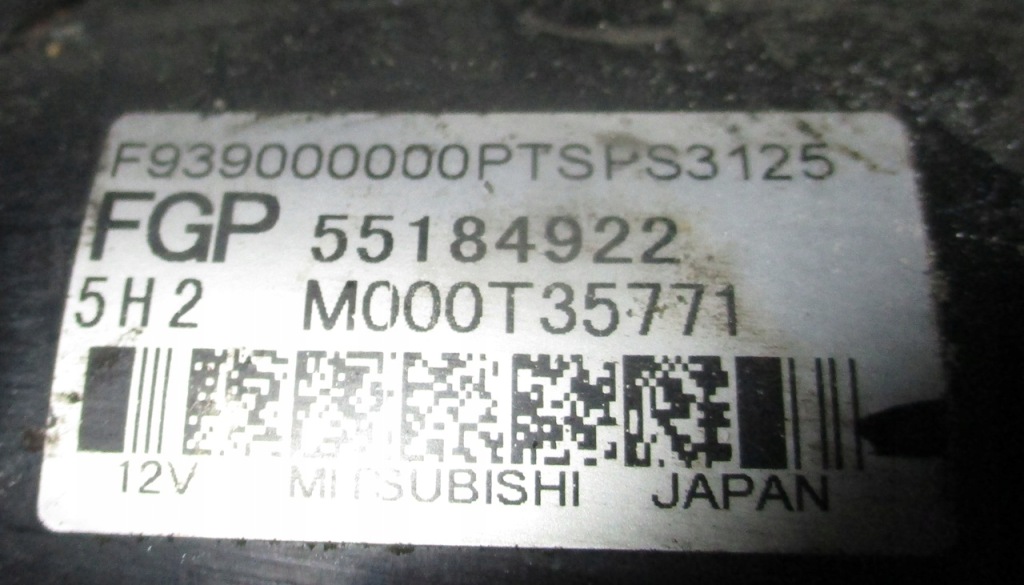 F939000000PTSPS3125
FGP 55184922
5H2 M000T35771
12V MITSUBISHI JAPAN